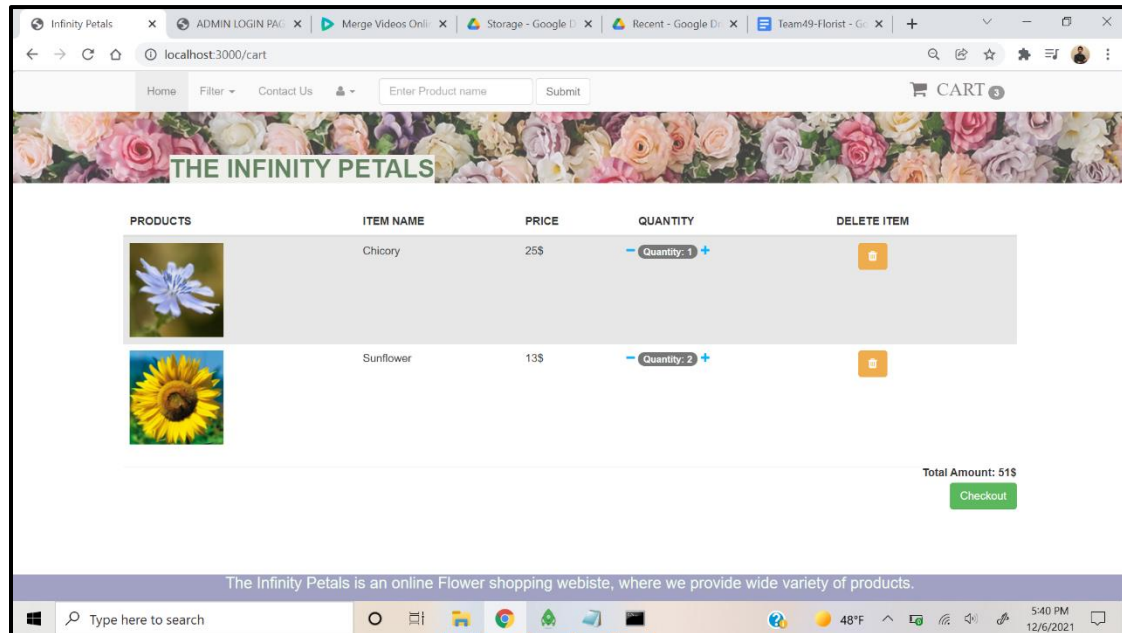 Infinity Petals
ADMIN LOGIN PAG
Merge Videos Onlin
Storage - Google D
Recent - Google Dri
Team49-Florist - Go
localhost:3000/cart
Home Filter Contact Us Enter Product name Submit CART 3
THE INFINITY PETALS
PRODUCTS ITEM NAME PRICE QUANTITY DELETE ITEM
Chicory 25$ Quantity: 1
Sunflower 13$ Quantity: 2
Total Amount: 51$
Checkout
The Infinity Petals is an online Flower shopping webiste, where we provide wide variety of products.
Type here to search 48°F 5:40 PM
12/6/2021